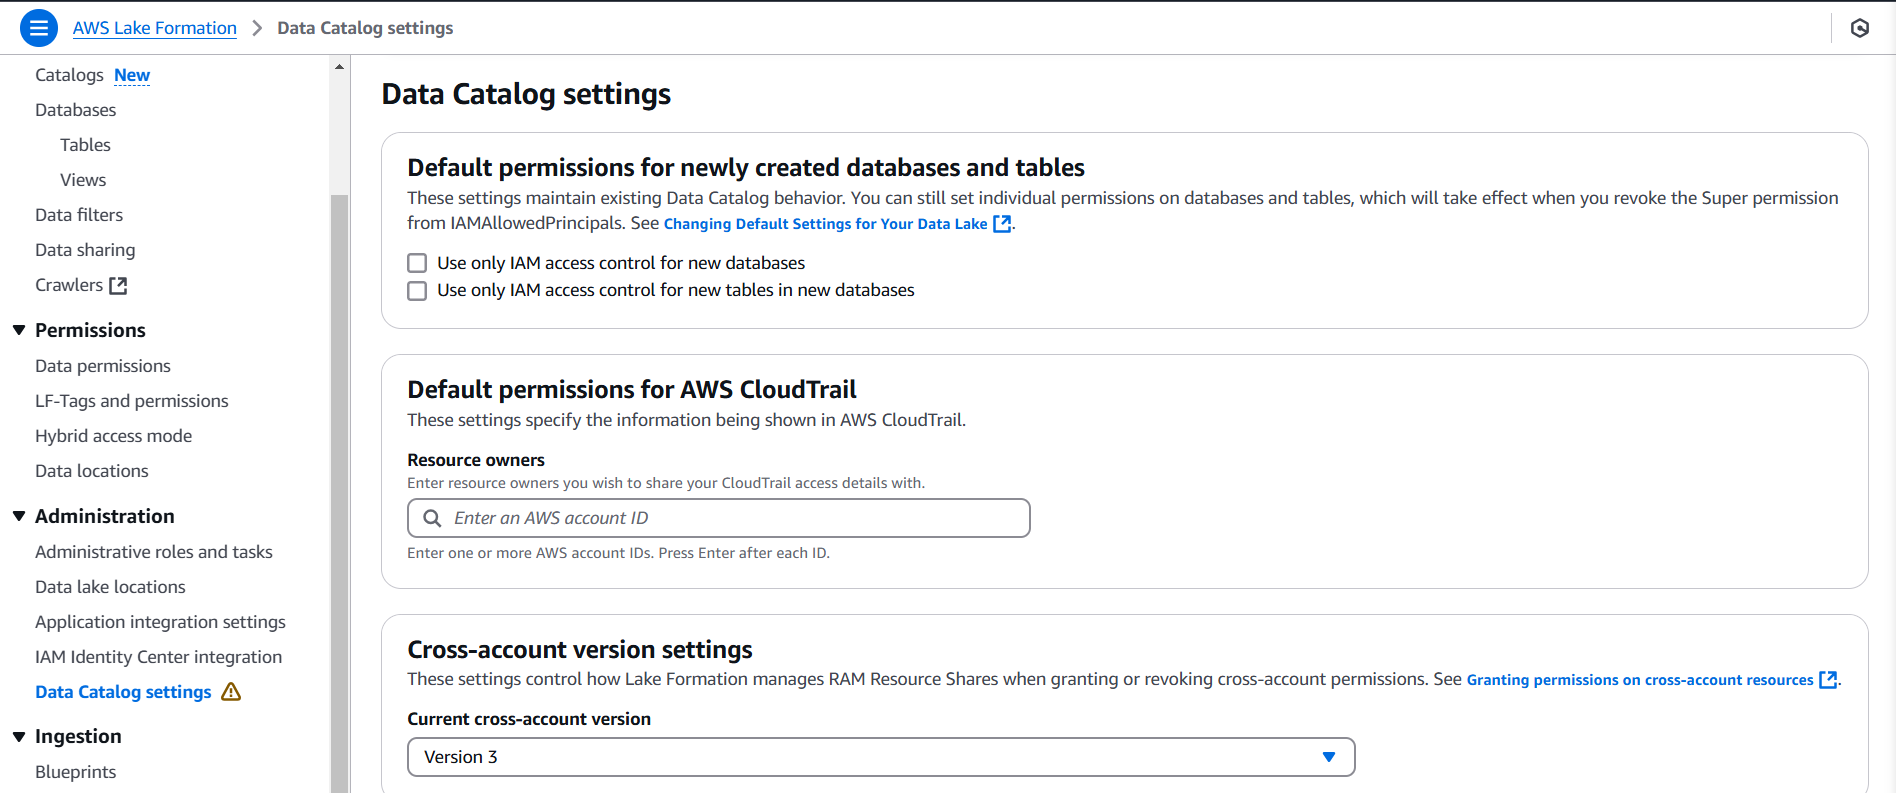 AWS Lake Formation > Data Catalog settings
Catalogs New
Databases
Tables
Views
Data filters
Data sharing
Crawlers
Permissions
Data permissions
LF-Tags and permissions
Hybrid access mode
Data locations
Administration
Administrative roles and tasks
Data lake locations
Application integration settings
IAM Identity Center integration
Data Catalog settings
Ingestion
Blueprints
Data Catalog settings
Default permissions for newly created databases and tables
These settings maintain existing Data Catalog behavior. You can still set individual permissions on databases and tables, which will take effect when you revoke the Super permission
from IAMAllowedPrincipals. See Changing Default Settings for Your Data Lake.
Use only IAM access control for new databases
Use only IAM access control for new tables in new databases
Default permissions for AWS CloudTrail
These settings specify the information being shown in AWS CloudTrail.
Resource owners
Enter resource owners you wish to share your CloudTrail access details with.
Enter an AWS account ID
Enter one or more AWS account IDs. Press Enter after each ID.
Cross-account version settings
These settings control how Lake Formation manages RAM Resource Shares when granting or revoking cross-account permissions. See Granting permissions on cross-account resources.
Current cross-account version
Version 3